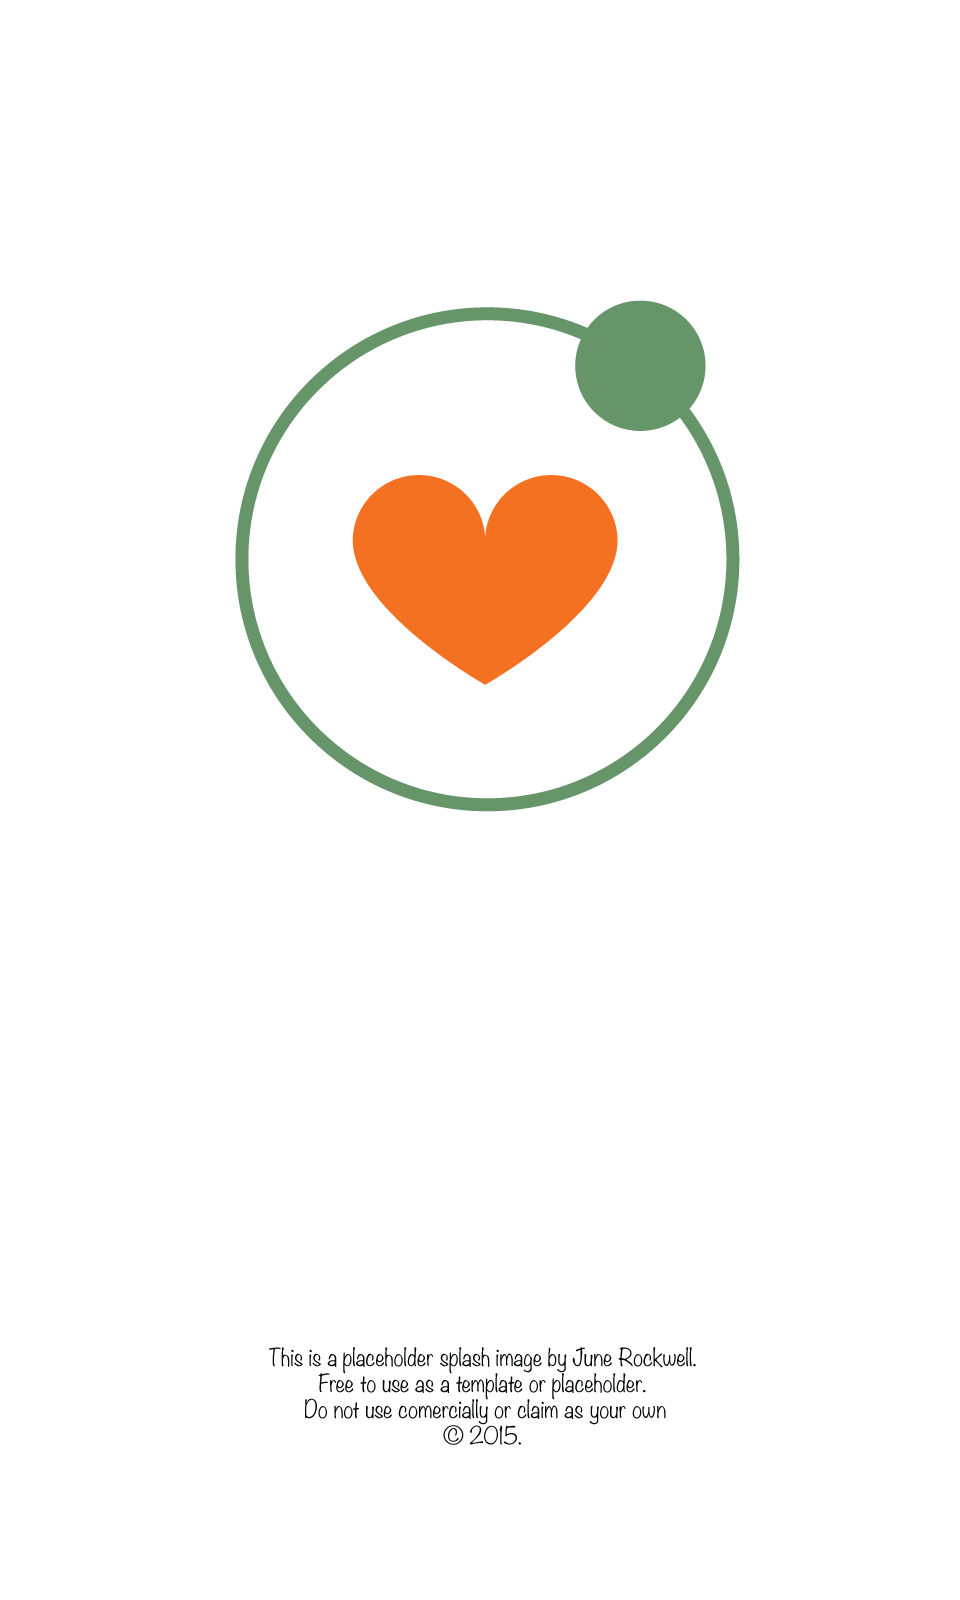 This is a placeholder splash image by June Rockwell.
Free to use as a template or placeholder.
Do not use comercially or claim as your own
© 2015.